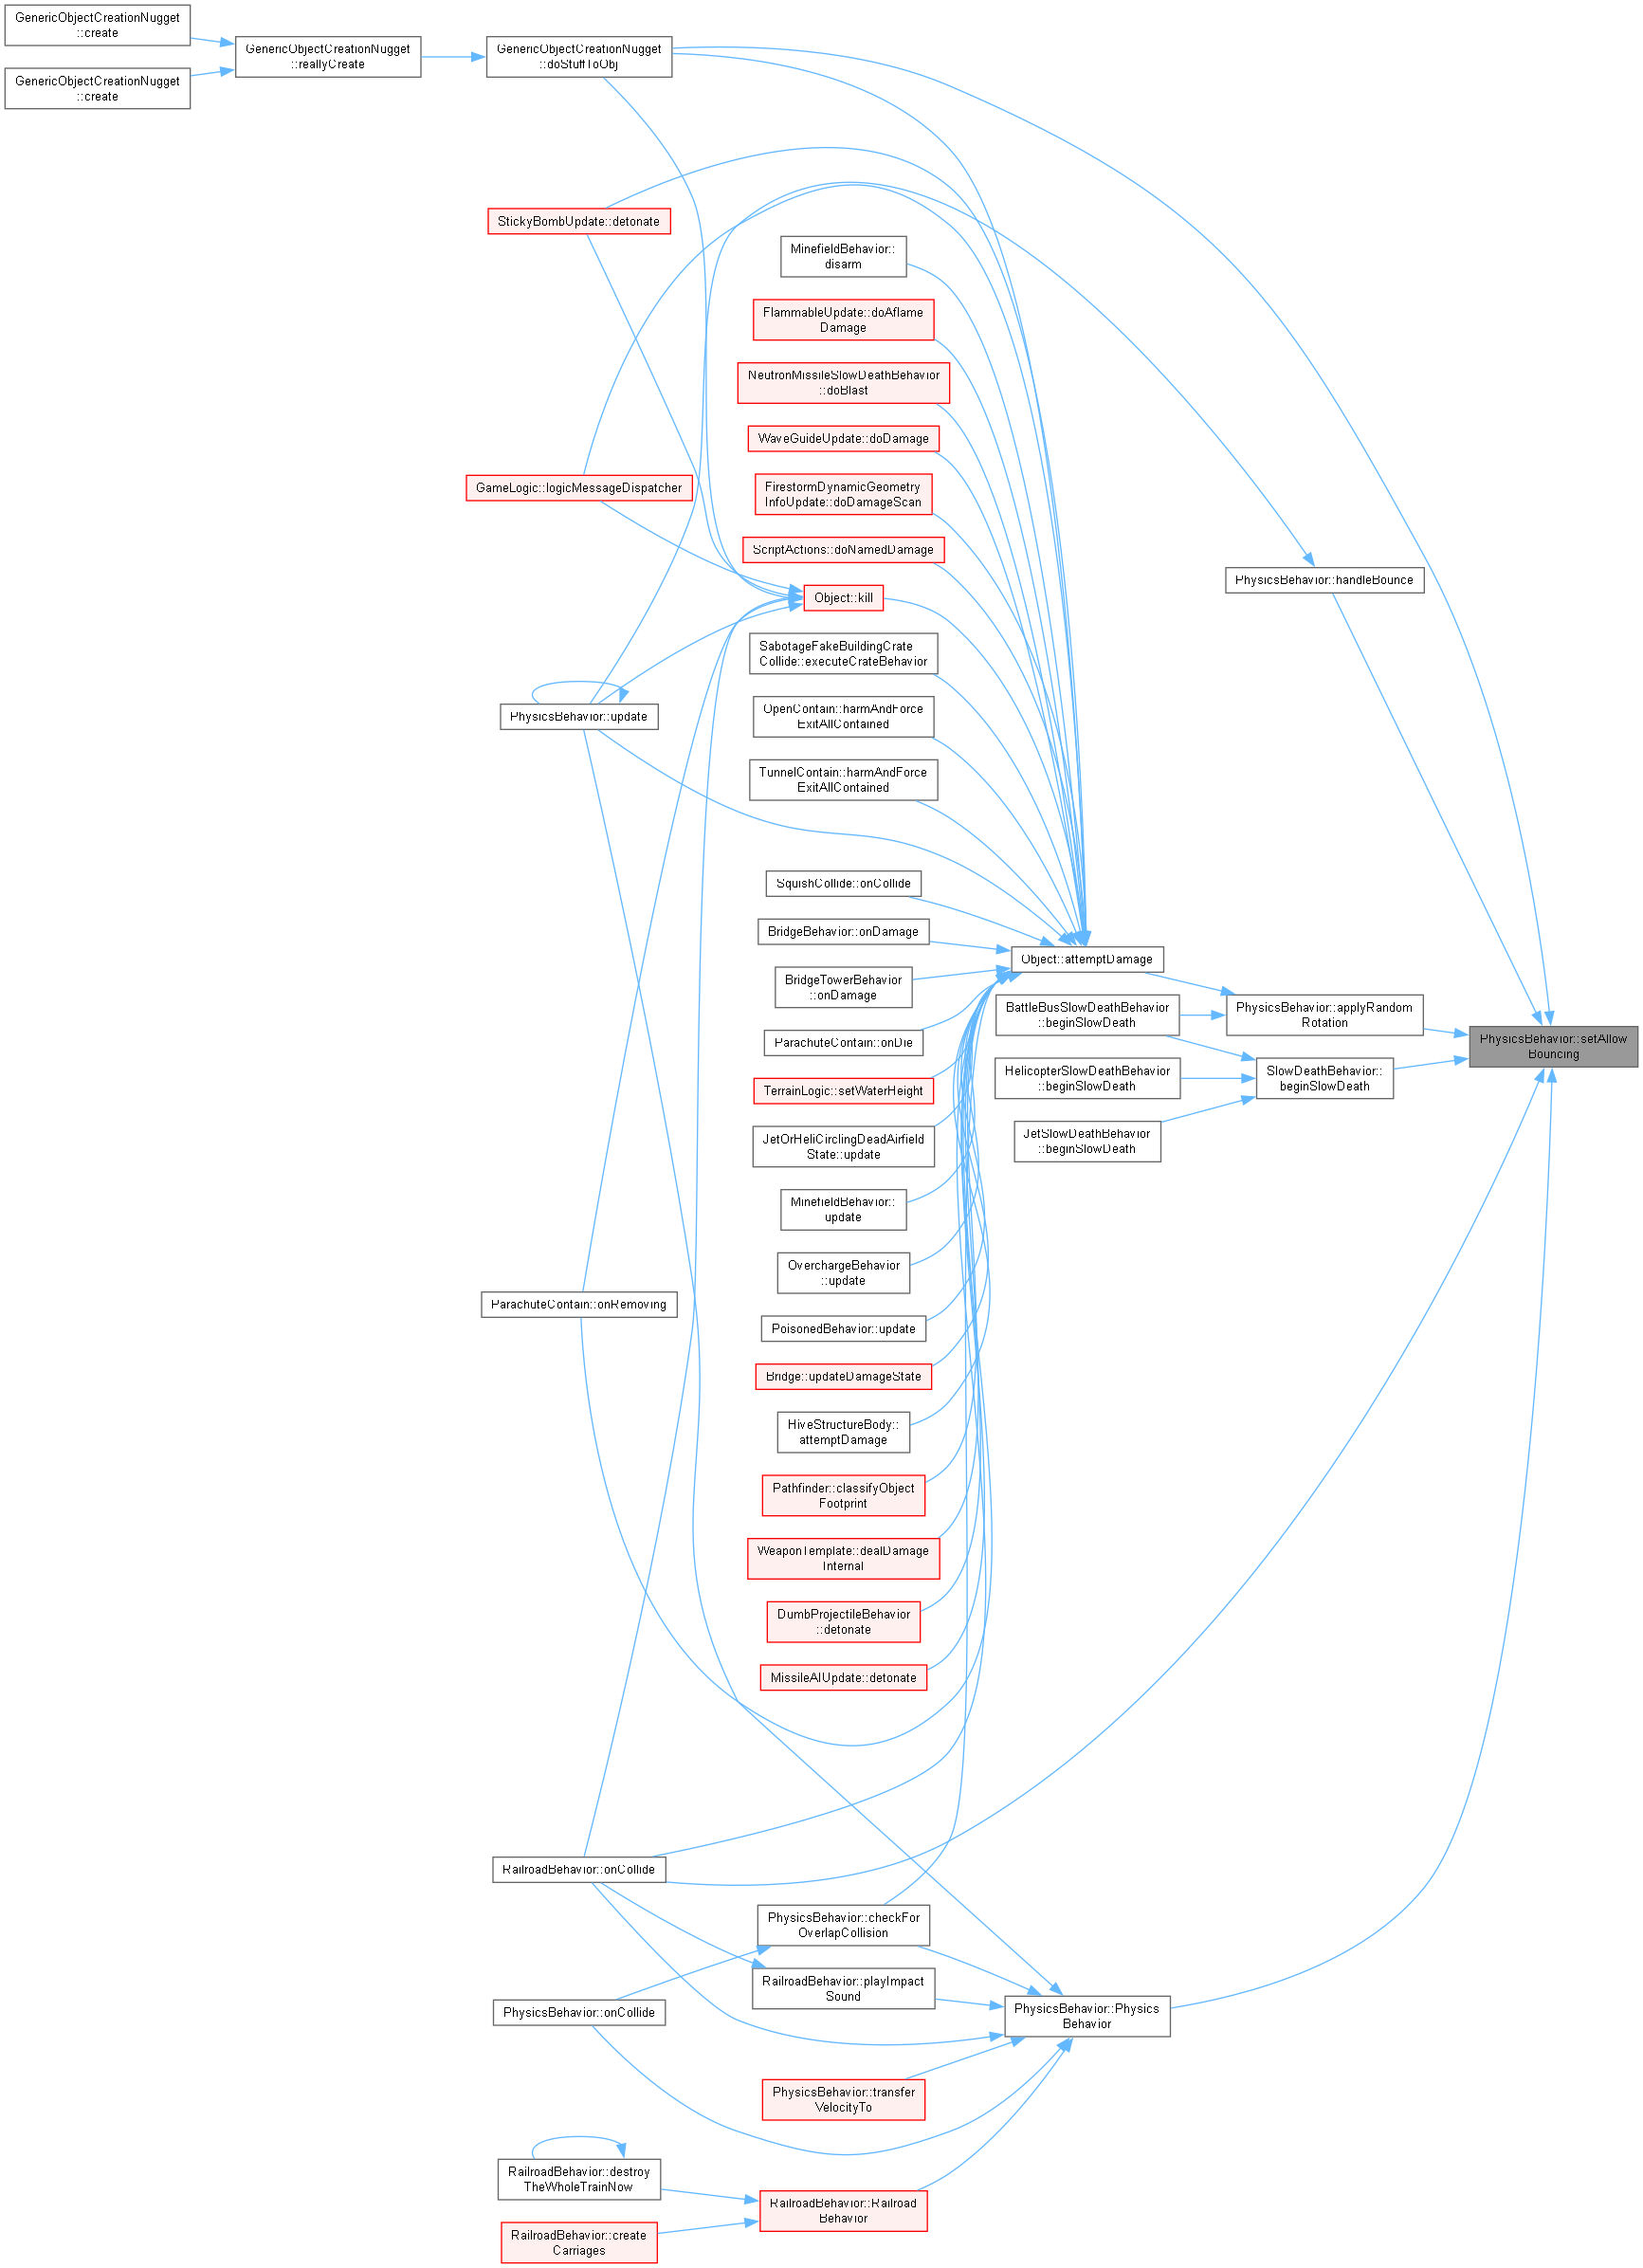 GenericObjectCreationNugget
::create
GenericObjectCreationNugget
::create
GenericObjectCreationNugget
::reallyCreate
GenericObjectCreationNugget
::doStuffToObj
StickyBombUpdate::detonate
GameLogic::logicMessageDispatcher
PhysicsBehavior::update
ParachuteContain::onRemoving
RailroadBehavior::onCollide
PhysicsBehavior::onCollide
RailroadBehavior::destroy
TheWholeTrainNow
RailroadBehavior::create
Carriages
MinefieldBehavior::
disarm
FlammableUpdate::doAflame
Damage
NeutronMissileSlowDeathBehavior
::doBlast
WaveGuideUpdate::doDamage
FirestormDynamicGeometry
InfoUpdate::doDamageScan
ScriptActions::doNamedDamage
Object::kill
SabotageFakeBuildingCrate
Collide::executeCrateBehavior
OpenContain::harmAndForce
ExitAllContained
TunnelContain::harmAndForce
ExitAllContained
SquishCollide::onCollide
BridgeBehavior::onDamage
BridgeTowerBehavior
::onDamage
ParachuteContain::onDie
TerrainLogic::setWaterHeight
JetOrHeliCirclingDeadAirfield
State::update
MinefieldBehavior::
update
OverchargeBehavior
::update
PoisonedBehavior::update
Bridge::updateDamageState
HiveStructureBody::
attemptDamage
Pathfinder::classifyObject
Footprint
WeaponTemplate::dealDamage
Internal
DumbProjectileBehavior
::detonate
MissileAIUpdate::detonate
PhysicsBehavior::checkFor
OverlapCollision
RailroadBehavior::playImpact
Sound
PhysicsBehavior::transfer
VelocityTo
RailroadBehavior::Railroad
Behavior
Object::attemptDamage
BattleBusSlowDeathBehavior
::beginSlowDeath
HelicopterSlowDeathBehavior
::beginSlowDeath
JetSlowDeathBehavior
::beginSlowDeath
PhysicsBehavior::Physics
Behavior
PhysicsBehavior::handleBounce
PhysicsBehavior::applyRandom
Rotation
SlowDeathBehavior::
beginSlowDeath
PhysicsBehavior::setAllow
Bouncing